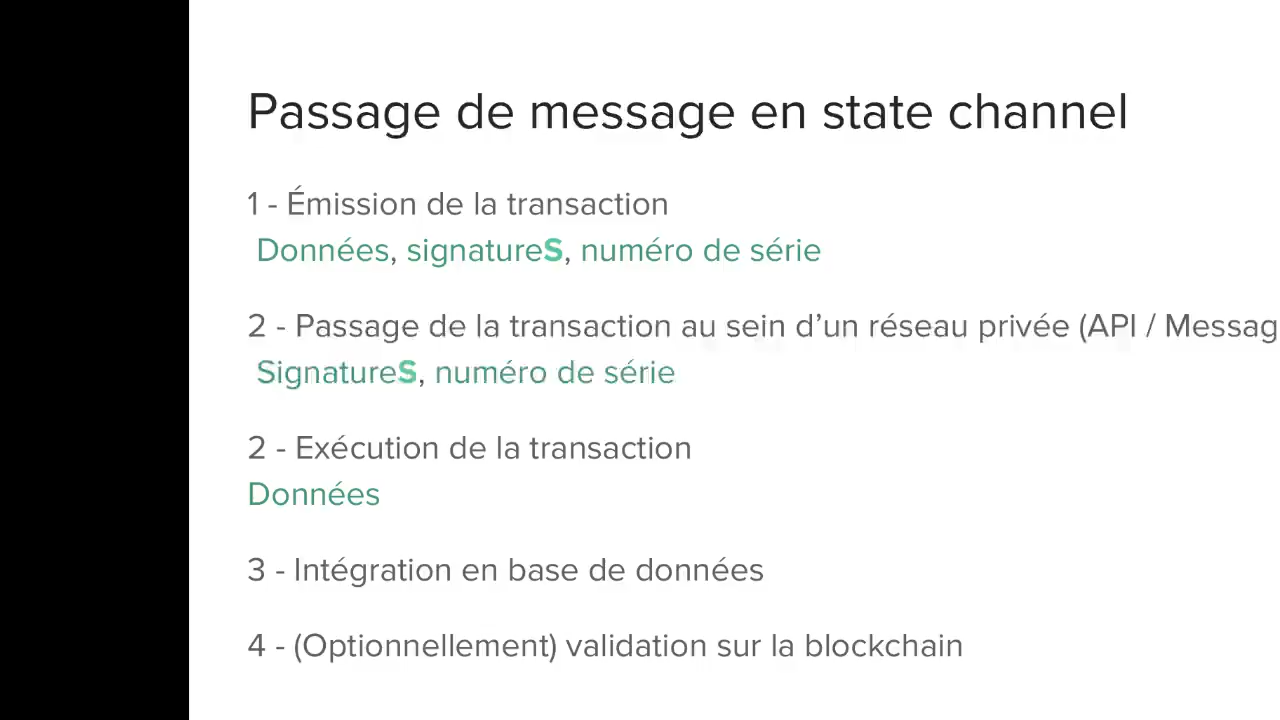 Passage de message en state channel
1 - Émission de la transaction
Données, signatureS, numéro de série
2 - Passage de la transaction au sein d’un réseau privée (API / Messag
SignatureS, numéro de série
2 - Exécution de la transaction
Données
3 - Intégration en base de données
4 - (Optionnellement) validation sur la blockchain